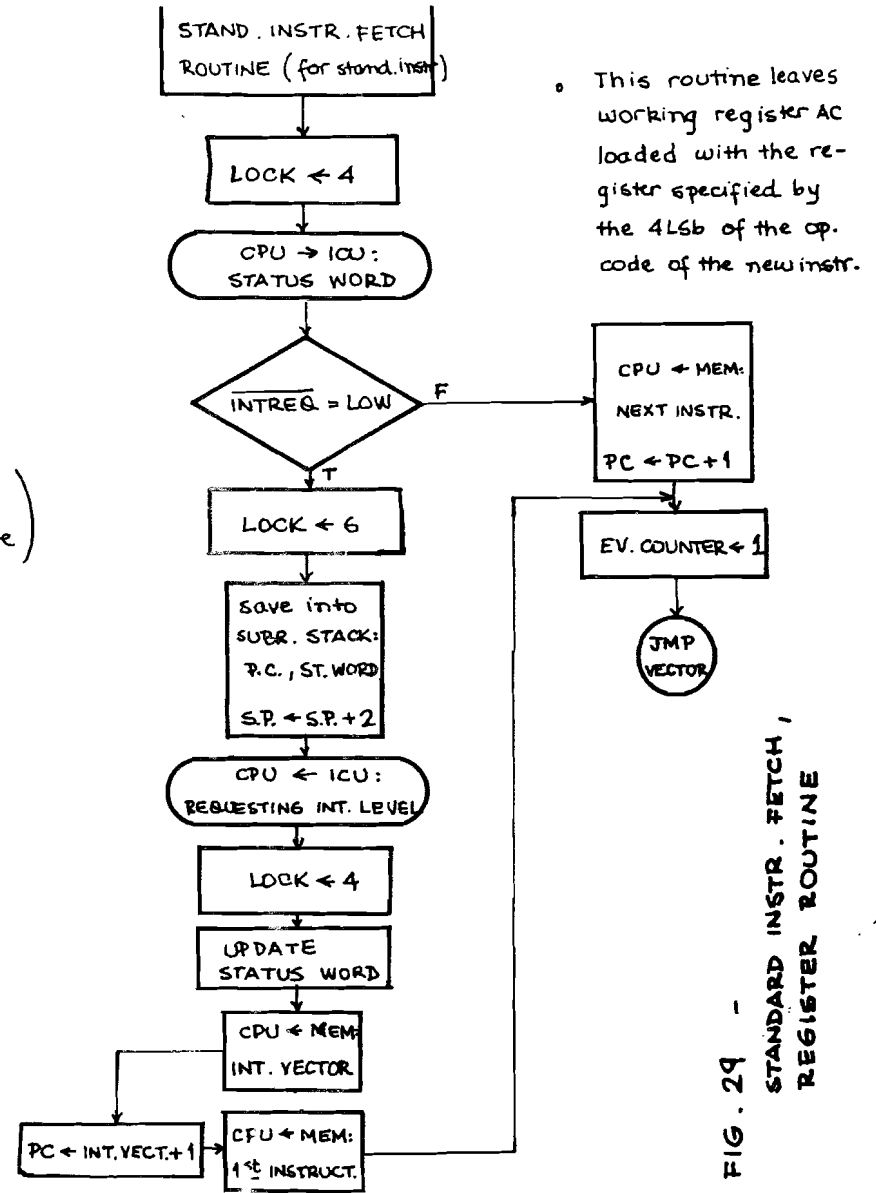 STAND. INSTR. FETCH
ROUTINE (for stand.instr)
• This routine leaves
working register AC
loaded with the re-
gister specified by
the 4LSb of the op.
code of the new instr.
LOCK ← 4
CPU → ICU:
STATUS WORD
INTREQ = LOW
F
T
CPU ← MEM:
NEXT INSTR.
PC ← PC+1
e)
LOCK ← 6
EV. COUNTER ← 1
JMP
VECTOR
save into
SUBR. STACK:
P.C., ST. WORD
S.P. ← S.P. + 2
CPU ← ICU:
REQUESTING INT. LEVEL
LOCK ← 4
UPDATE
STATUS WORD
CPU ← MEM:
INT. VECTOR
PC ← INT. VECT.+1
CPU ← MEM:
1st INSTRUCT.
FIG. 29 -
STANDARD INSTR. FETCH,
REGISTER ROUTINE